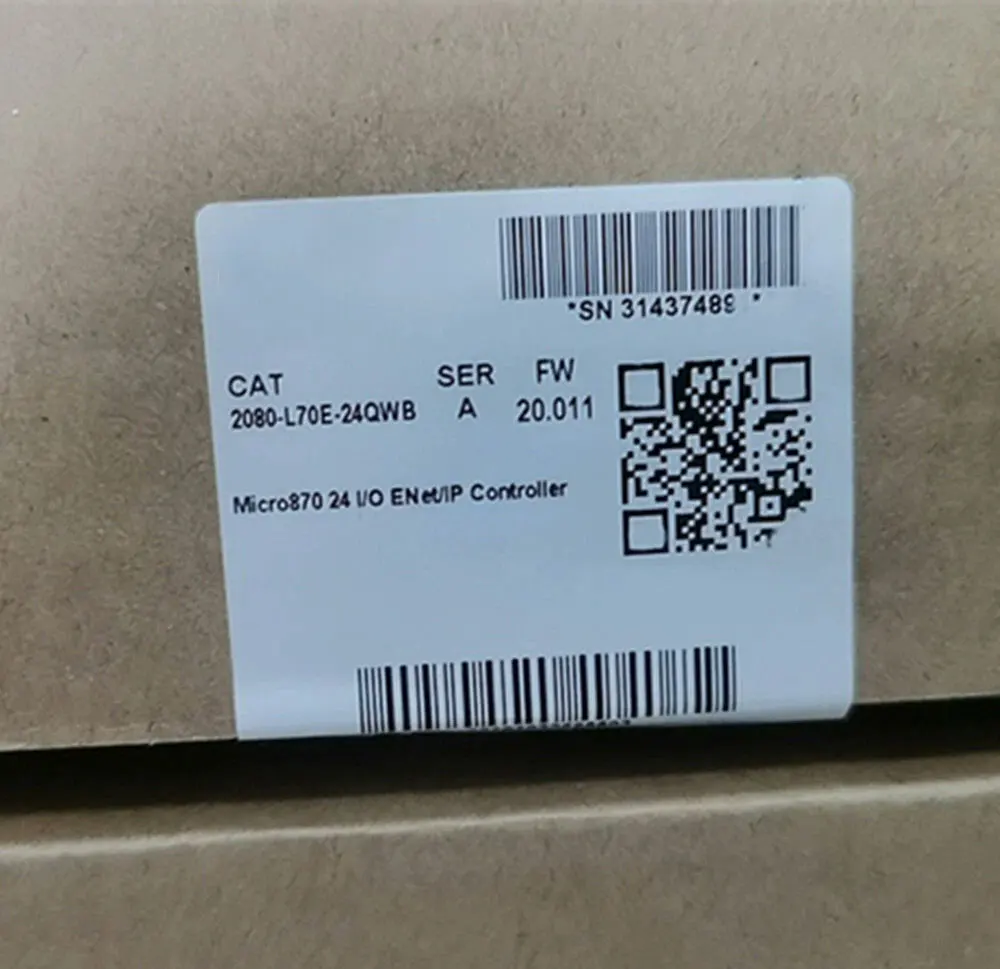 *SN 31437489 *
CAT SER FW
2080-L70E-24QWB A 20.011
Micro870 24 I/O ENet/IP Controller